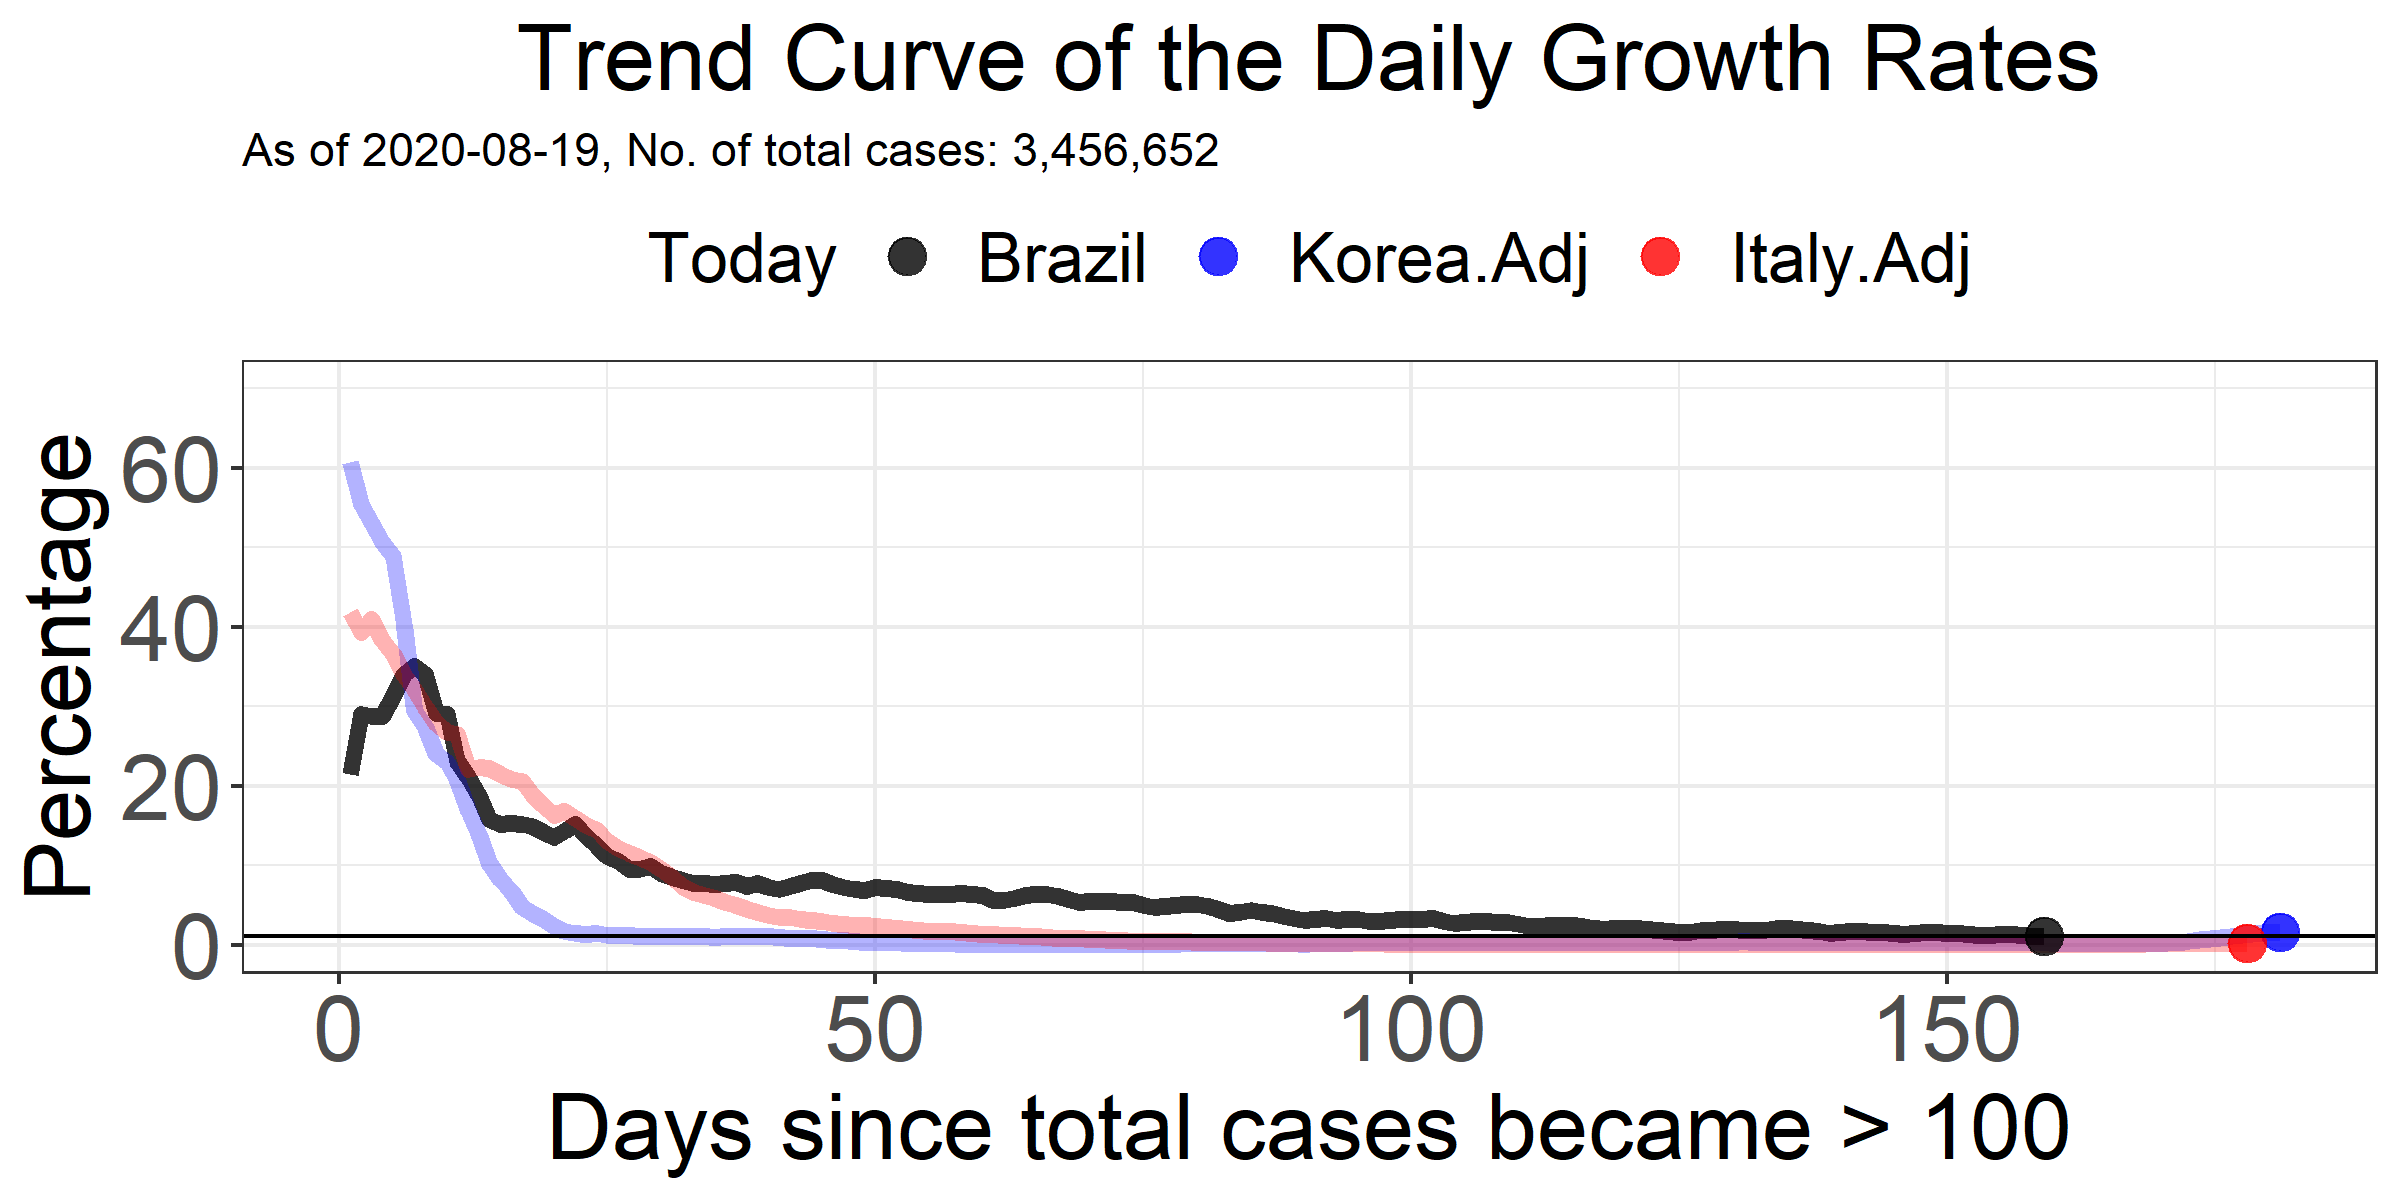 Trend Curve of the Daily Growth Rates
As of 2020-08-19, No. of total cases: 3,456,652
Today Brazil Korea.Adj Italy.Adj
Percentage
60
40
20
0
0 50 100 150
Days since total cases became > 100